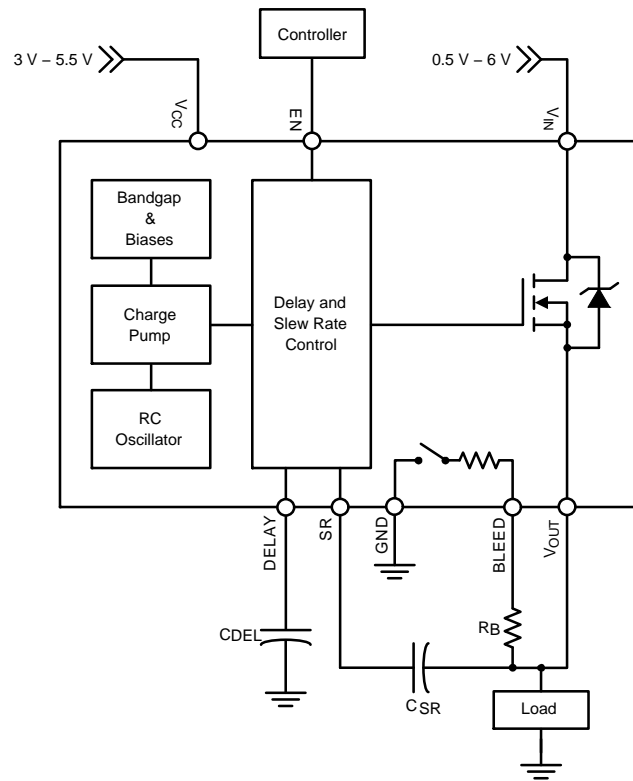 Controller
3 V – 5.5 V
0.5 V – 6 V
VCC
EN
VIN
Bandgap
&
Biases
Charge
Pump
RC
Oscillator
Delay and
Slew Rate
Control
DELAY
SR
GND
BLEED
VOUT
CDEL
RB
CSR
Load